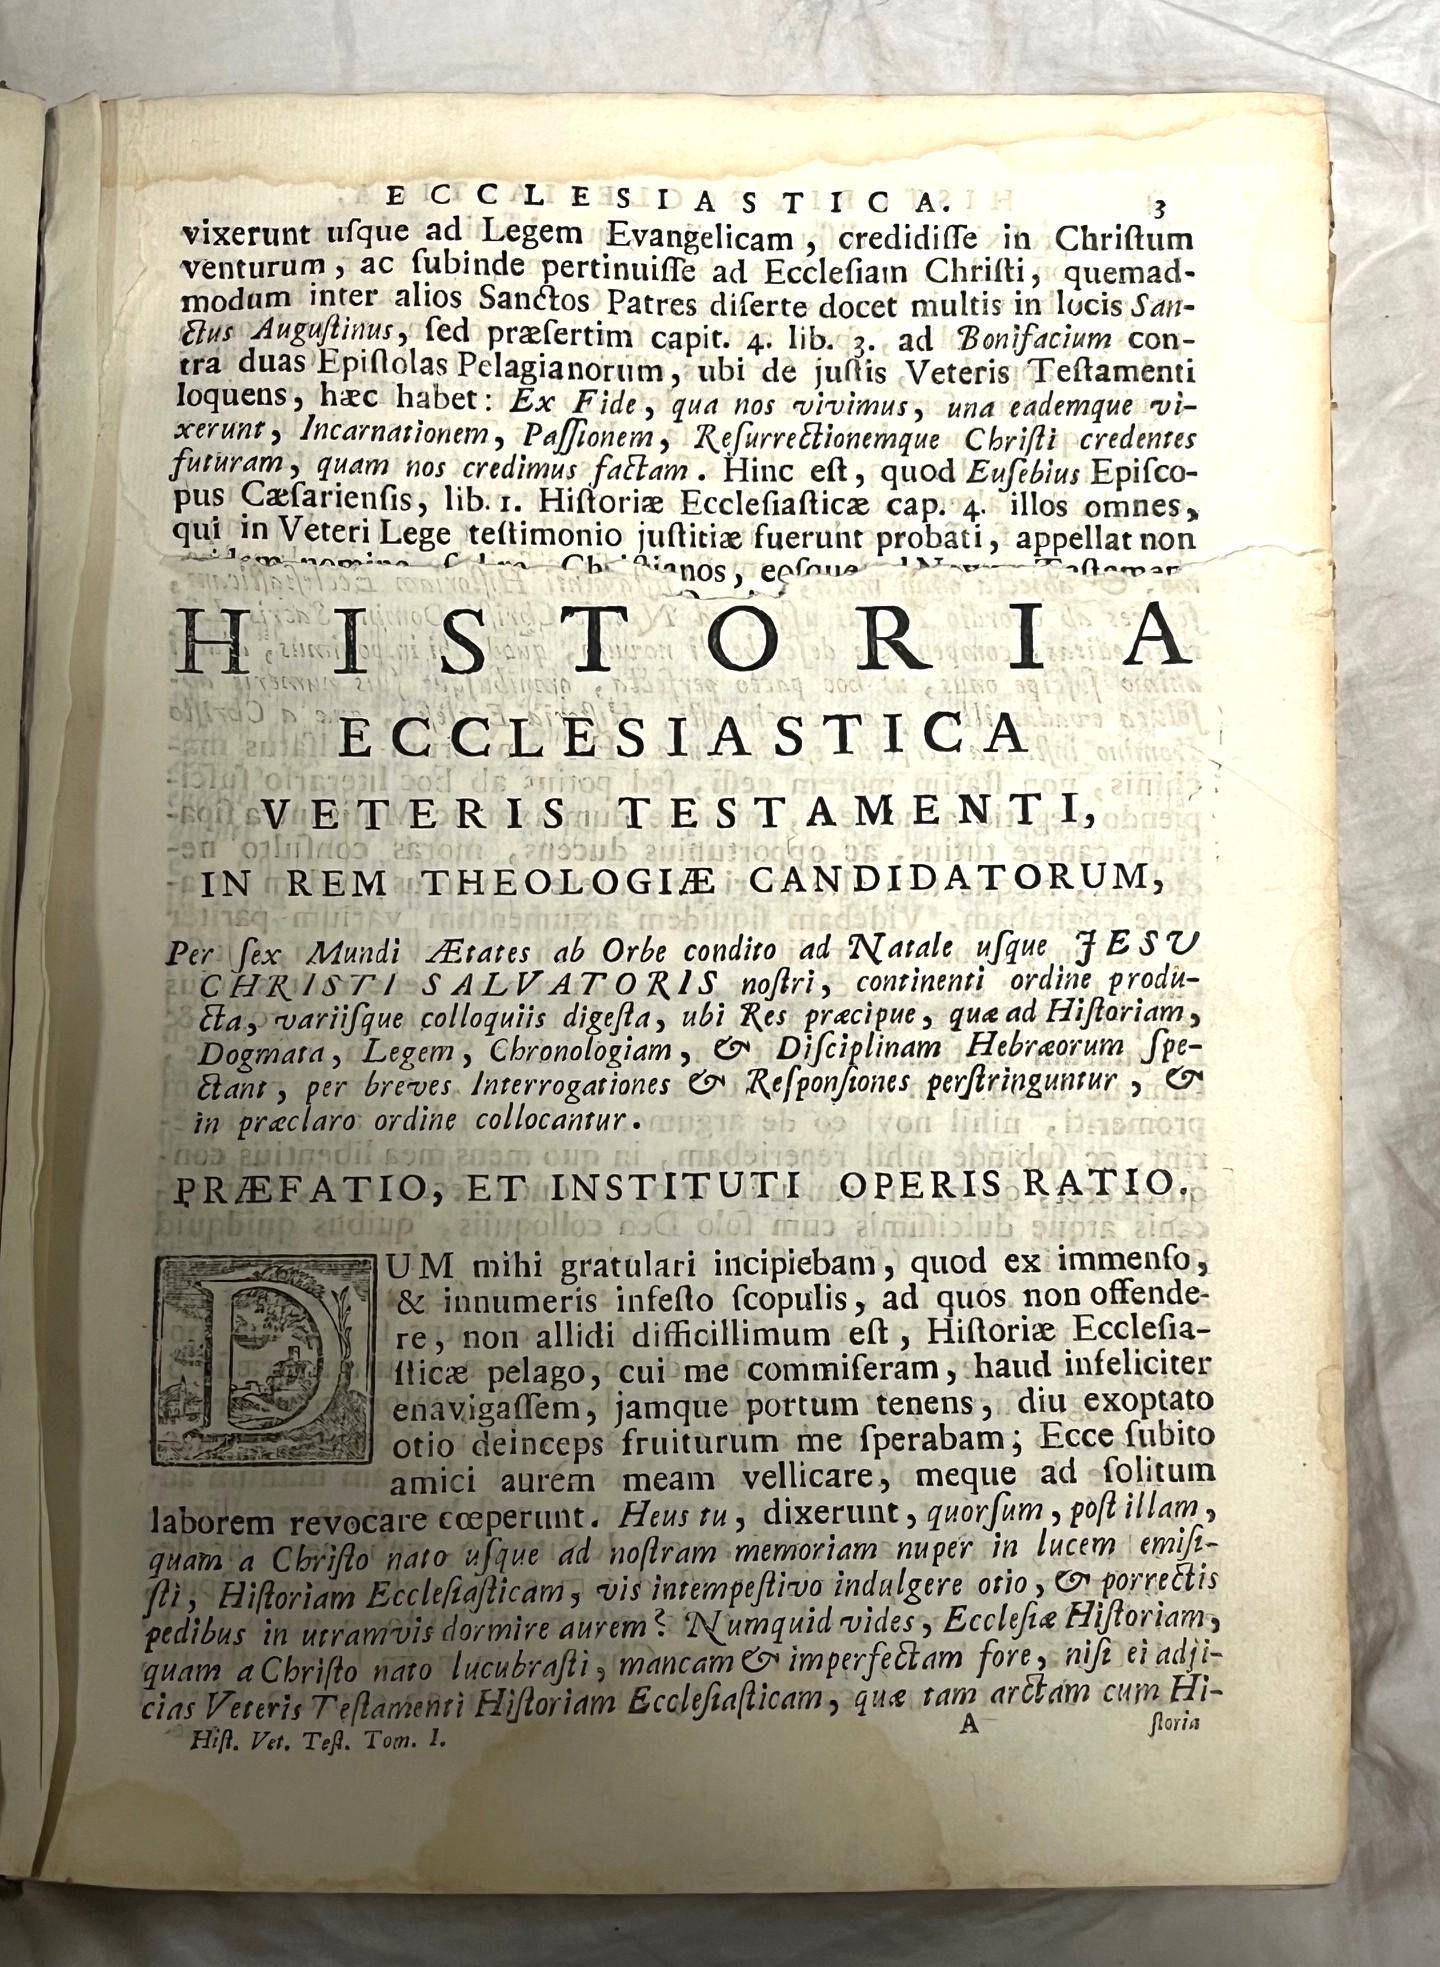 ECCLESIASTICA. 3
vixerunt uſque ad Legem Evangelicam, credidiſſe in Chriſtum
venturum, ac ſubinde pertinuiſſe ad Eccleſiam Chriſti, quemad-
modum inter alios Sanctos Patres diſerte docet multis in locis San-
ctus Auguſtinus, ſed præſertim capit. 4. lib. 3. ad Bonifacium con-
tra duas Epiſtolas Pelagianorum, ubi de juſtis Veteris Teſtamenti
loquens, hæc habet: Ex Fide, qua nos vivimus, una eademque vi-
xerunt, Incarnationem, Paſſionem, Reſurrectionemque Chriſti credentes
futuram, quam nos credimus factam. Hinc eſt, quod Euſebius Epiſco-
pus Cæſarienſis, lib. 1. Hiſtoriæ Eccleſiaſticæ cap. 4. illos omnes,
qui in Veteri Lege teſtimonio juſtitiæ fuerunt probati, appellat non
nomine Chriſtianos, eoſque
HISTORIA
ECCLESIASTICA
VETERIS TESTAMENTI,
IN REM THEOLOGIÆ CANDIDATORUM,
Per ſex Mundi Ætates ab Orbe condito ad Natale uſque JESU
CHRISTI SALVATORIS noſtri, continenti ordine produ-
cta, variiſque colloquiis digeſta, ubi Res præcipue, quæ ad Hiſtoriam,
Dogmata, Legem, Chronologiam, & Diſciplinam Hebræorum ſpe-
ctant, per breves Interrogationes & Reſponſiones perſtringuntur, &
in præclaro ordine collocantur.
PRÆFATIO, ET INSTITUTI OPERIS RATIO.
DUM mihi gratulari incipiebam, quod ex immenſo,
& innumeris infeſto ſcopulis, ad quos non offende-
re, non allidi difficillimum eſt, Hiſtoriæ Eccleſia-
ſticæ pelago, cui me commiſeram, haud infeliciter
enavigaſſem, jamque portum tenens, diu exoptato
otio deinceps fruiturum me ſperabam; Ecce ſubito
amici aurem meam vellicare, meque ad ſolitum
laborem revocare cœperunt. Heus tu, dixerunt, quorſum, poſt illam,
quam a Chriſto nato uſque ad noſtram memoriam nuper in lucem emiſi-
ſti, Hiſtoriam Eccleſiaſticam, vis intempeſtivo indulgere otio, & porrectis
pedibus in utramvis dormire aurem? Numquid vides, Eccleſiæ Hiſtoriam,
quam a Chriſto nato lucubraſti, mancam & imperfectam fore, niſi ei adji-
cias Veteris Teſtamenti Hiſtoriam Eccleſiaſticam, quæ tam arctam cum Hi-
Hiſt. Vet. Teſt. Tom. I. A ſtoria